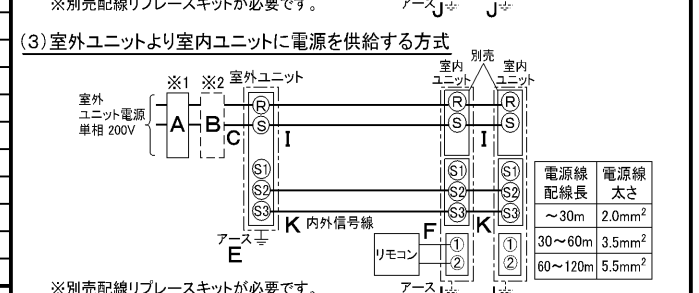 ※別売配線リプレースキットが必要です。
アース J J
(3)室外ユニットより室内ユニットに電源を供給する方式
※1 ※2 室外ユニット
別売
室内 室内
ユニット ユニット
室外
ユニット電源
単相 200V
A B C
R R R
S S S
I I
S1 S1 S1
S2 S2 S2
S3 S3 S3
K 内外信号線 F K
アース
E
リモコン
① ①
② ②
電源線配線長 電源線太さ
～30m 2.0mm²
30～60m 3.5mm²
60～120m 5.5mm²
※別売配線リプレースキットが必要です。
アース